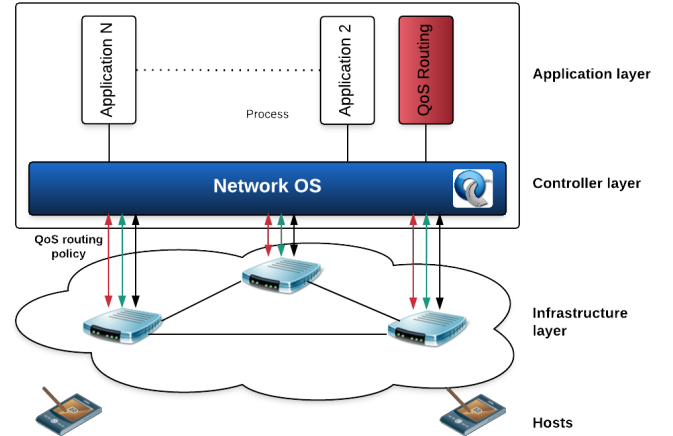 Application N
Application 2
QoS Routing
Application layer
Process
Network OS
Controller layer
QoS routing
policy
Infrastructure
layer
Hosts